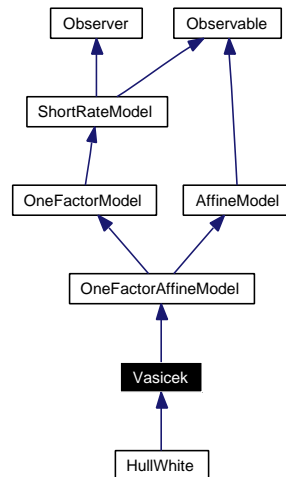 Observer
Observable
ShortRateModel
OneFactorModel
AffineModel
OneFactorAffineModel
Vasicek
HullWhite